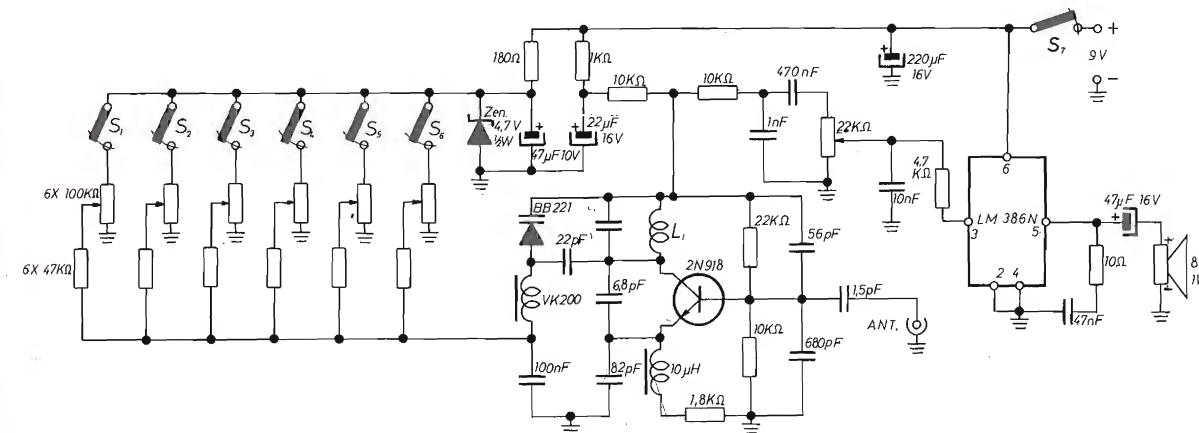 180Ω
1KΩ
10KΩ
10KΩ
470nF
220µF
16V
S7
+
9V
-
S1
S2
S3
S4
S5
S6
Zen.
4,7V
½W
+
47µF 10V
+
22µF
16V
1nF
22KΩ
10nF
4,7
KΩ
6
LM 386N
3
5
2 4
+
47µF 16V
10Ω
47nF
+
8
6X 100KΩ
6X 47KΩ
BB221
22pF
L1
22KΩ
56pF
2N918
VK200
6,8pF
1,5pF
ANT.
10KΩ
680pF
100nF
82pF
10µH
1,8KΩ